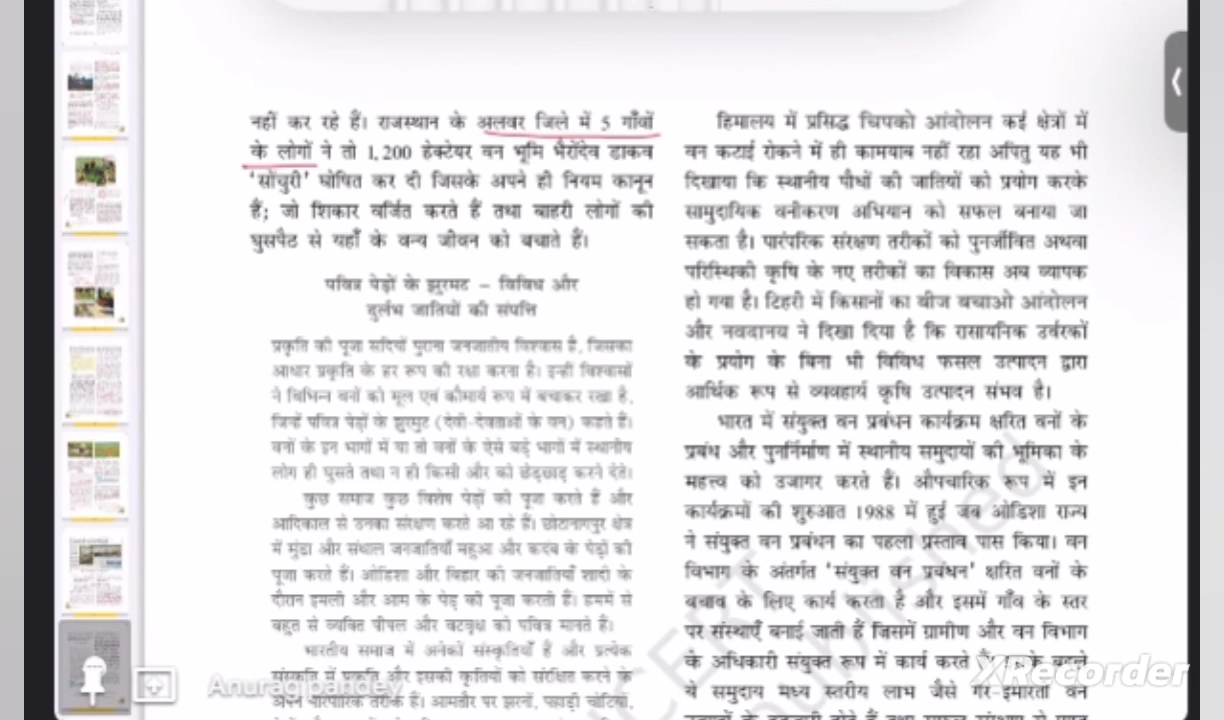 नहीं कर रहे हैं। राजस्थान के अलवर जिले में 5 गाँवों
के लोगों ने तो 1,200 हेक्टेयर वन भूमि भैरोंदेव डाकव
'सोंचुरी' घोषित कर दी जिसके अपने ही नियम कानून
हैं; जो शिकार वर्जित करते हैं तथा बाहरी लोगों की
घुसपैठ से यहाँ के वन्य जीवन को बचाते हैं।
पवित्र पेड़ों के झुरमट – विविध और
दुर्लभ जातियों की संपत्ति
प्रकृति की पूजा सदियों पुराना जनजातीय विश्वास है, जिसका
आधार प्रकृति के हर रूप की रक्षा करना है। इन्हीं विश्वासों
ने विभिन्न वनों को मूल एवं कौमार्य रूप में बचाकर रखा है,
जिन्हें पवित्र पेड़ों के झुरमुट (देवी-देवताओं के वन) कहते हैं।
वनों के इन भागों में या तो वनों के ऐसे बड़े भागों में स्थानीय
लोग ही घुसते तथा न ही किसी और को छेड़छाड़ करने देते।
कुछ समाज कुछ विशेष पेड़ों की पूजा करते हैं और
आदिकाल से उनका संरक्षण करते आ रहे हैं। छोटानागपुर क्षेत्र
में मुंडा और संथाल जनजातियाँ महुआ और कदंब के पेड़ों की
पूजा करते हैं। ओडिशा और बिहार की जनजातियाँ शादी के
दौरान इमली और आम के पेड़ की पूजा करती हैं। हममें से
बहुत से व्यक्ति पीपल और वटवृक्ष को पवित्र मानते हैं।
भारतीय समाज में अनेकों संस्कृतियाँ हैं और प्रत्येक
संस्कृति में प्रकृति और इसकी कृतियों को संरक्षित करने के
अपने पारंपरिक तरीके हैं। आमतौर पर झरनों, पहाड़ी चोटियों,
हिमालय में प्रसिद्ध चिपको आंदोलन कई क्षेत्रों में
वन कटाई रोकने में ही कामयाब नहीं रहा अपितु यह भी
दिखाया कि स्थानीय पौधों की जातियों को प्रयोग करके
सामुदायिक वनीकरण अभियान को सफल बनाया जा
सकता है। पारंपरिक संरक्षण तरीकों को पुनर्जीवित अथवा
परिस्थिकी कृषि के नए तरीकों का विकास अब व्यापक
हो गया है। टिहरी में किसानों का बीज बचाओ आंदोलन
और नवदानय ने दिखा दिया है कि रासायनिक उर्वरकों
के प्रयोग के बिना भी विविध फसल उत्पादन द्वारा
आर्थिक रूप से व्यवहार्य कृषि उत्पादन संभव है।
भारत में संयुक्त वन प्रबंधन कार्यक्रम क्षरित वनों के
प्रबंध और पुनर्निर्माण में स्थानीय समुदायों की भूमिका के
महत्त्व को उजागर करते हैं। औपचारिक रूप में इन
कार्यक्रमों की शुरुआत 1988 में हुई जब ओडिशा राज्य
ने संयुक्त वन प्रबंधन का पहला प्रस्ताव पास किया। वन
विभाग के अंतर्गत 'संयुक्त वन प्रबंधन' क्षरित वनों के
बचाव के लिए कार्य करता है और इसमें गाँव के स्तर
पर संस्थाएँ बनाई जाती हैं जिसमें ग्रामीण और वन विभाग
के अधिकारी संयुक्त रूप में कार्य करते हैं। इसके बदले
ये समुदाय मध्य स्तरीय लाभ जैसे गैर-इमारती वन
Anuraq pandey
XRecorder